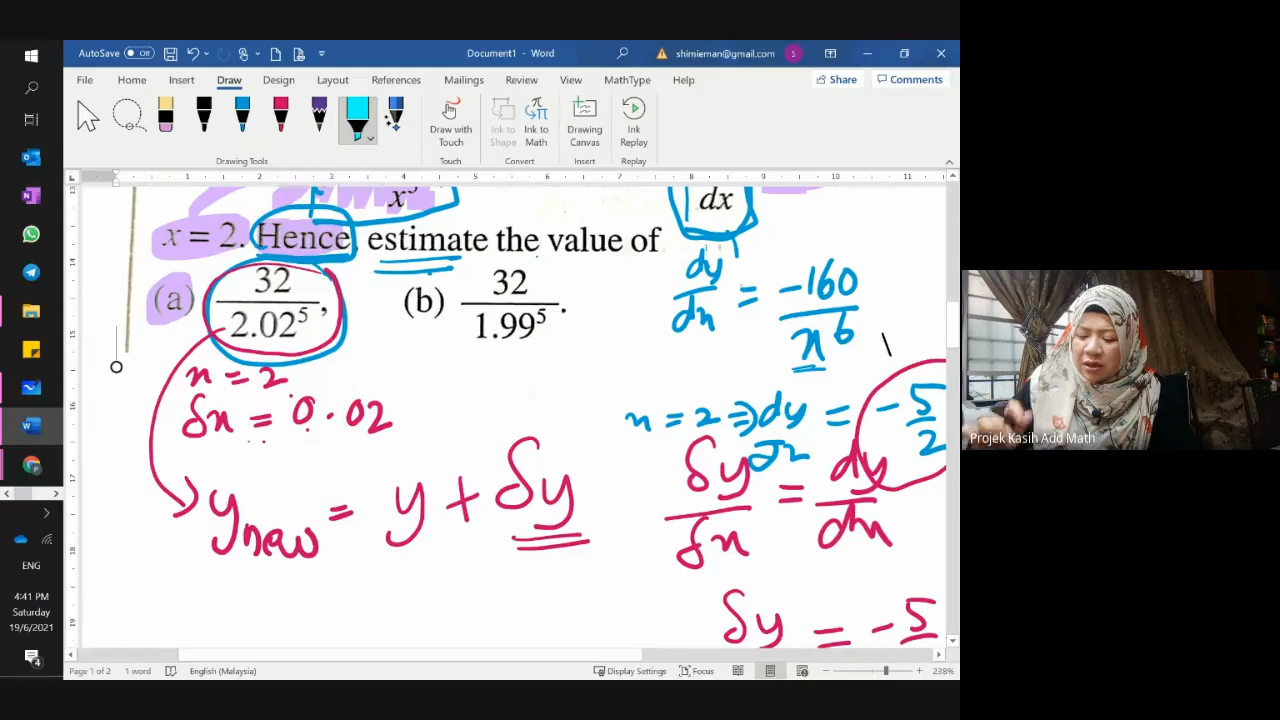 AutoSave Off Document1 - Word shimieman@gmail.com S
File Home Insert Draw Design Layout References Mailings Review View MathType Help Share Comments
Draw with Touch
Ink to Shape
Ink to Math
Drawing Canvas
Ink Replay
Drawing Tools Touch Convert Insert Replay
x = 2. Hence, estimate the value of
(a) 32/2.02⁵, (b) 32/1.99⁵.
dx
dy/dx = -160/x⁶
x = 2
δx = 0.02
x = 2 ⇒ dy = -5/2
y new = y + δy
δy/δx = dy/dx
δy = -5
Projek Kasih Add Math
ENG
4:41 PM
Saturday
19/6/2021
4
Page 1 of 2 1 word English (Malaysia) Display Settings Focus 238%